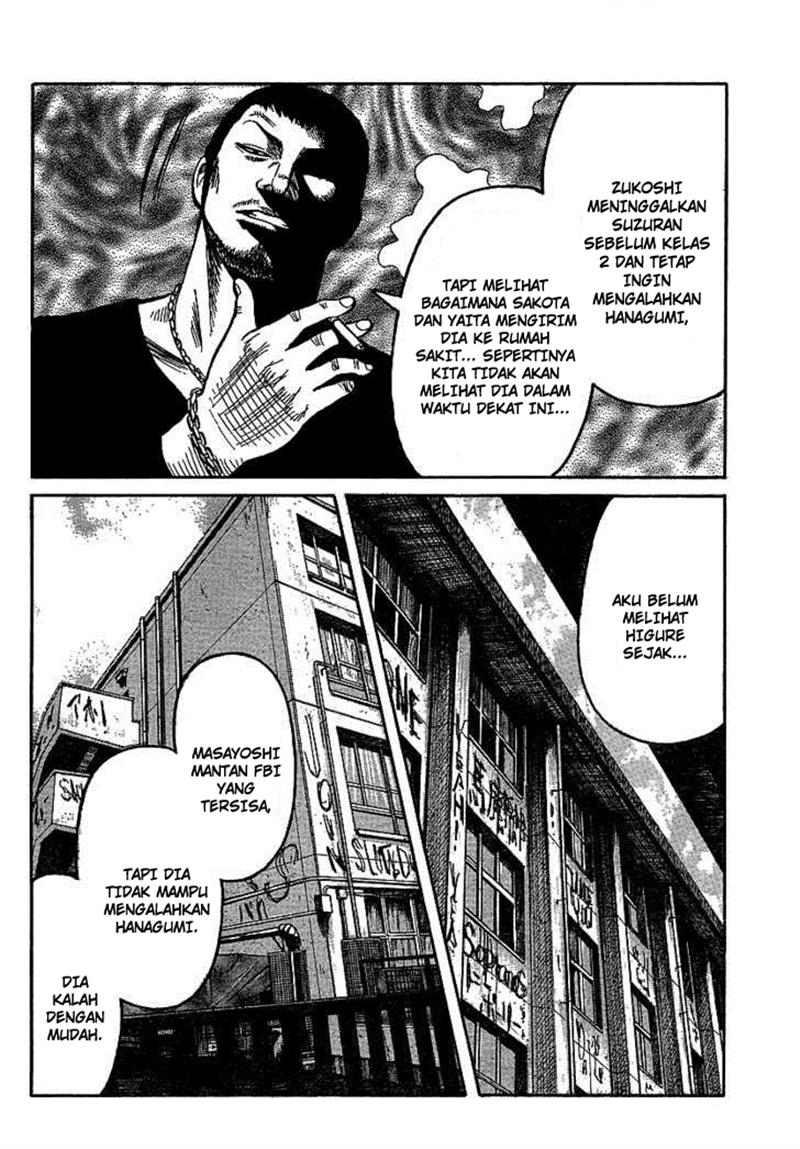 ZUKOSHI
MENINGGALKAN
SUZURAN
SEBELUM KELAS
2 DAN TETAP
INGIN
MENGALAHKAN
HANAGUMI,
TAPI MELIHAT
BAGAIMANA SAKOTA
DAN YAITA MENGIRIM
DIA KE RUMAH
SAKIT... SEPERTINYA
KITA TIDAK AKAN
MELIHAT DIA DALAM
WAKTU DEKAT INI...
AKU BELUM
MELIHAT
HIGURE
SEJAK...
MASAYOSHI
MANTAN FBI
YANG
TERSISA,
TAPI DIA
TIDAK MAMPU
MENGALAHKAN
HANAGUMI.
DIA
KALAH
DENGAN
MUDAH.